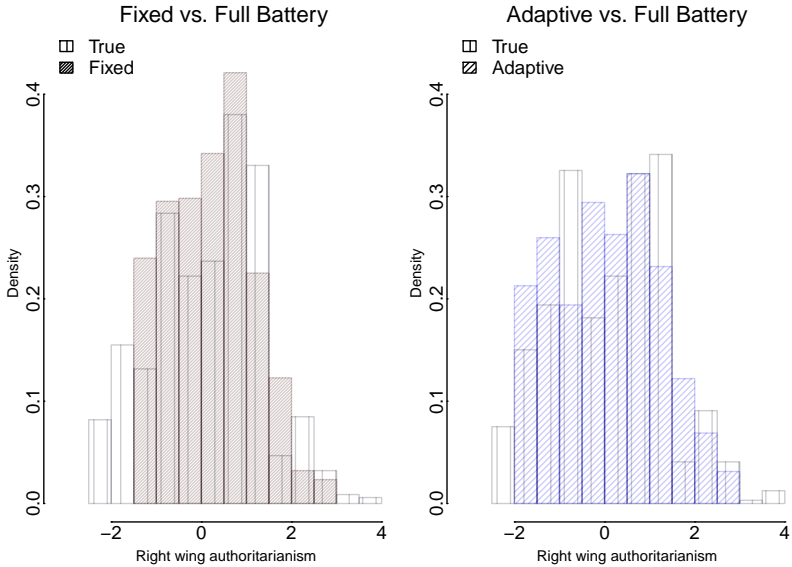 Fixed vs. Full Battery
True
Fixed
Density
0.0
0.1
0.2
0.3
0.4
−2
0
2
4
Right wing authoritarianism
Adaptive vs. Full Battery
True
Adaptive
Density
0.0
0.1
0.2
0.3
0.4
−2
0
2
4
Right wing authoritarianism